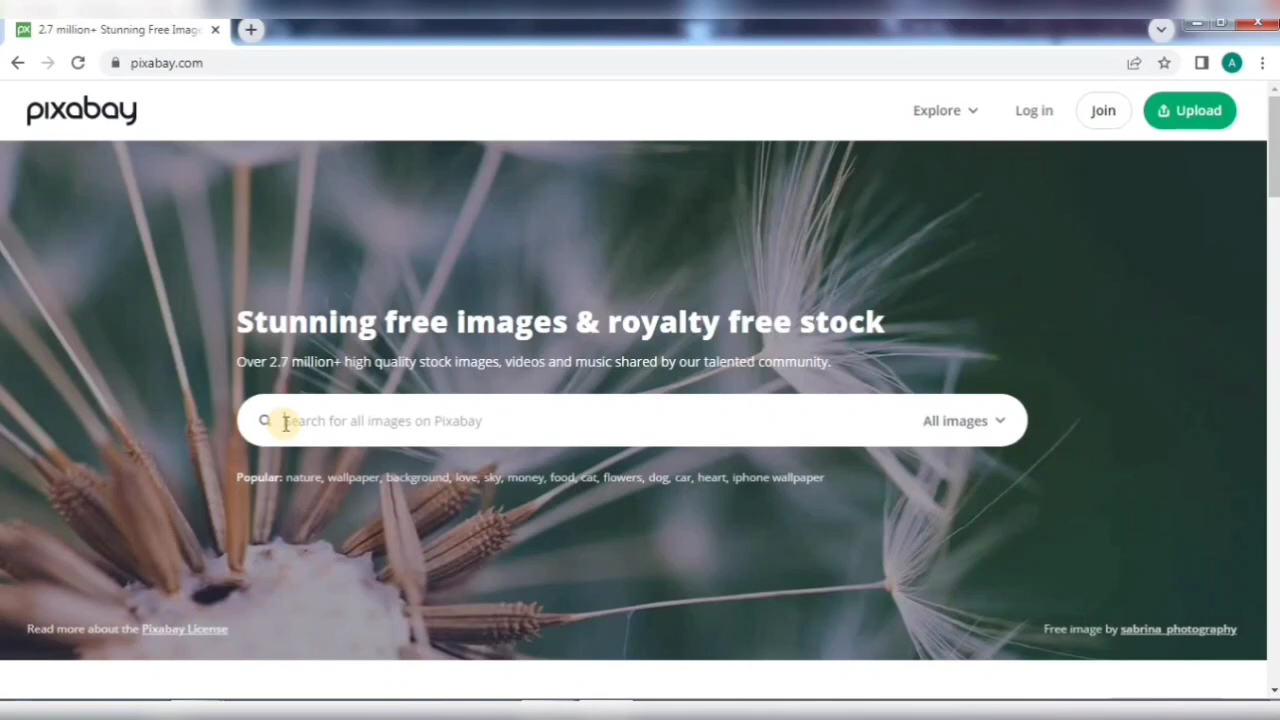 2.7 million+ Stunning Free Imag
pixabay.com
A
pixabay
Explore
Log in
Join
Upload
Stunning free images & royalty free stock
Over 2.7 million+ high quality stock images, videos and music shared by our talented community.
Search for all images on Pixabay
All images
Popular: nature, wallpaper, background, love, sky, money, food, cat, flowers, dog, car, heart, iphone wallpaper
Read more about the Pixabay License
Free image by sabrina_photography